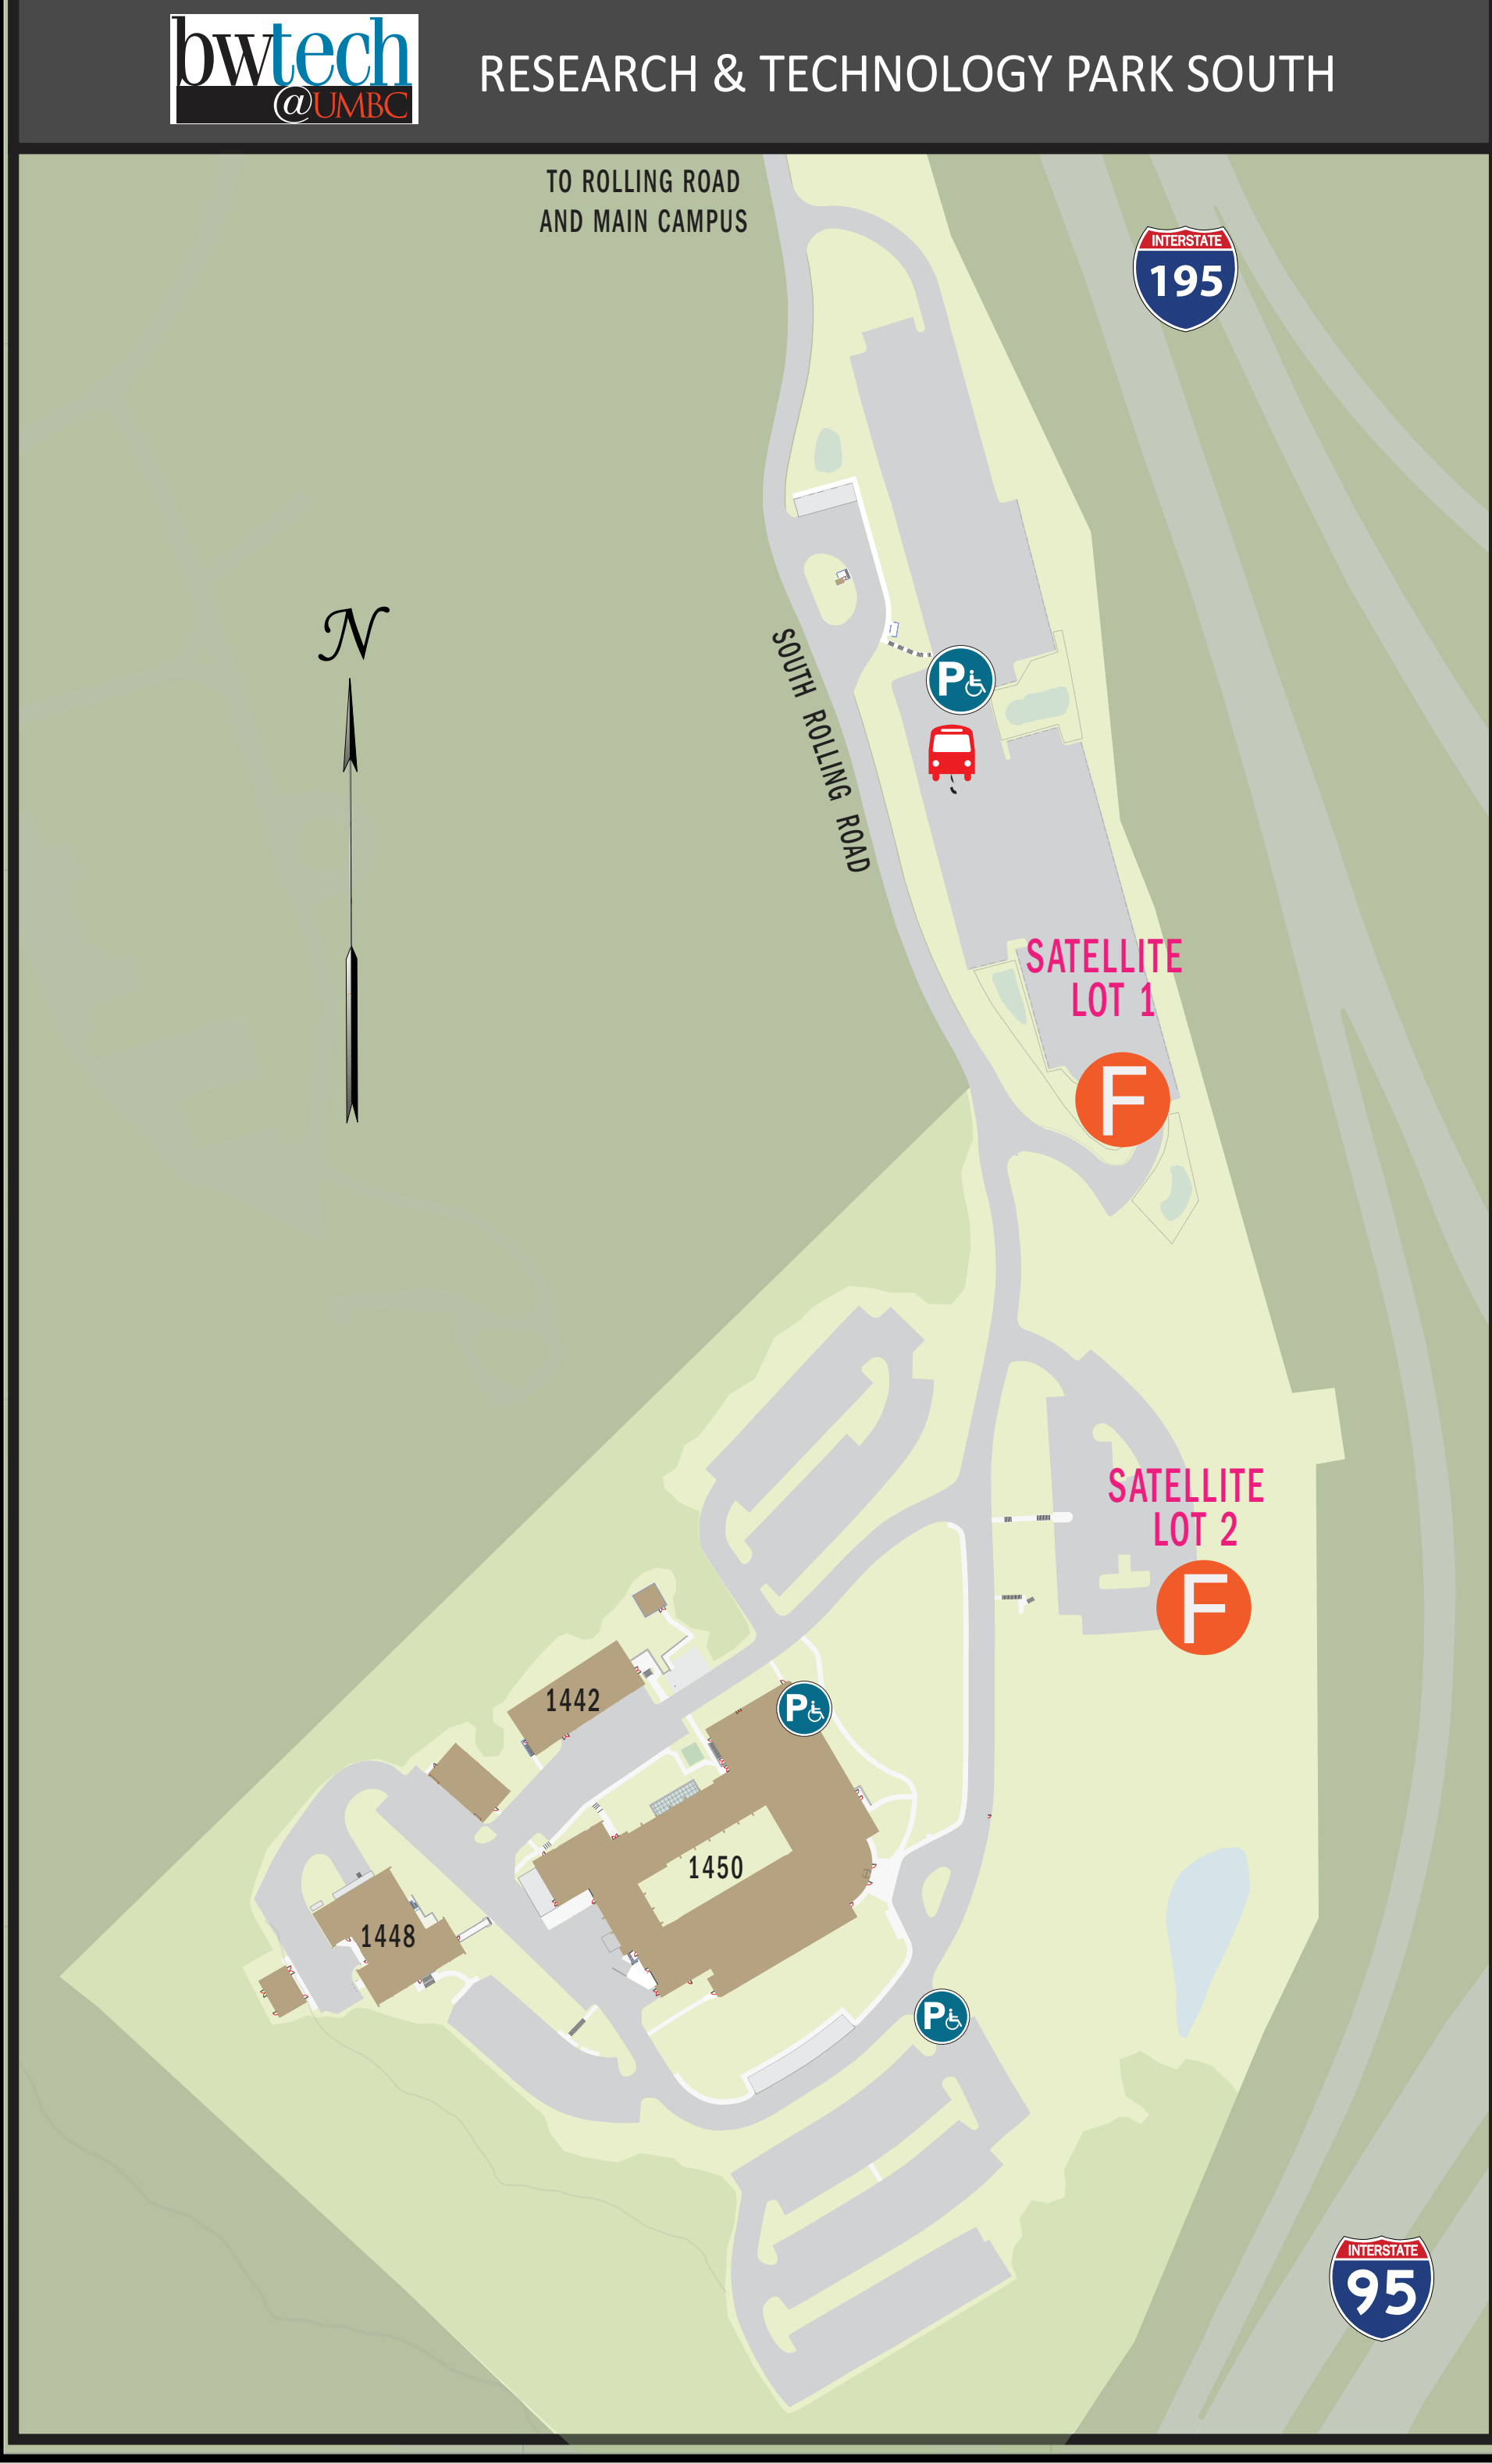 bwtech
@UMBC
RESEARCH & TECHNOLOGY PARK SOUTH
TO ROLLING ROAD
AND MAIN CAMPUS
INTERSTATE
195
N
P
SOUTH ROLLING ROAD
SATELLITE
LOT 1
F
SATELLITE
LOT 2
F
1442
P
1450
1448
P
INTERSTATE
95